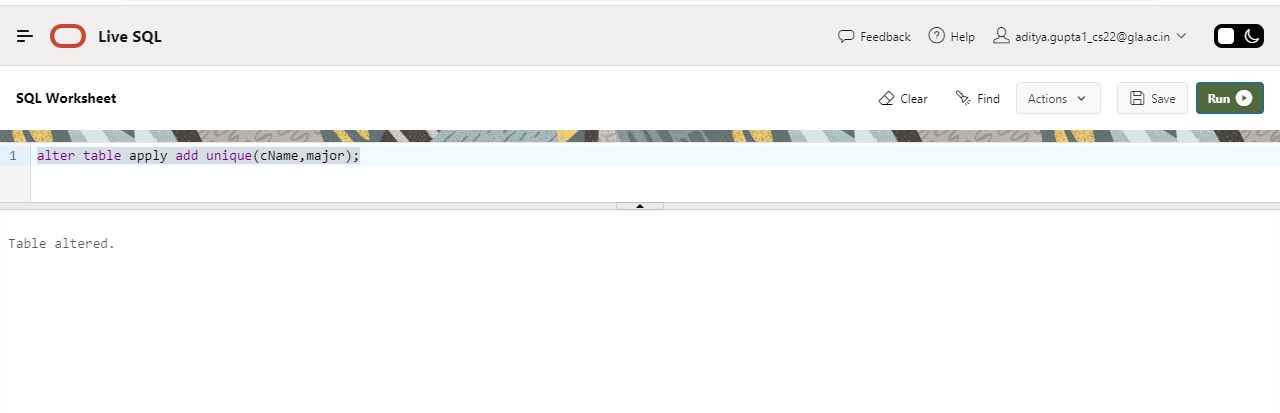 Live SQL
Feedback
Help
aditya.gupta1_cs22@gla.ac.in
SQL Worksheet
Clear
Find
Actions
Save
Run
1 alter table apply add unique(cName,major);
Table altered.